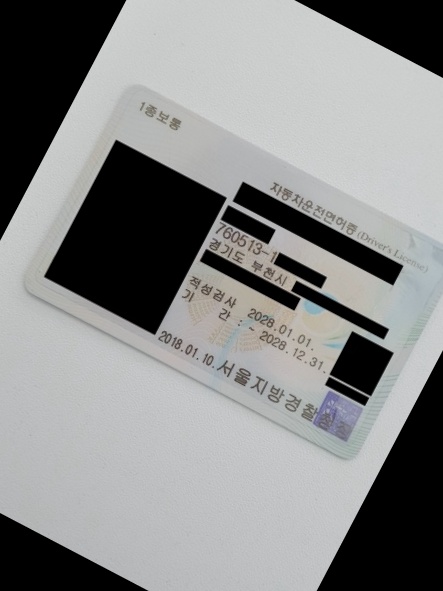 1종보통
자동차운전면허증(Driver's License)
760513-1
경기도 부천시
적성검사 2028.01.01.
기 간 : ~ 2028.12.31.
2018.01.10. 서울지방경찰청장